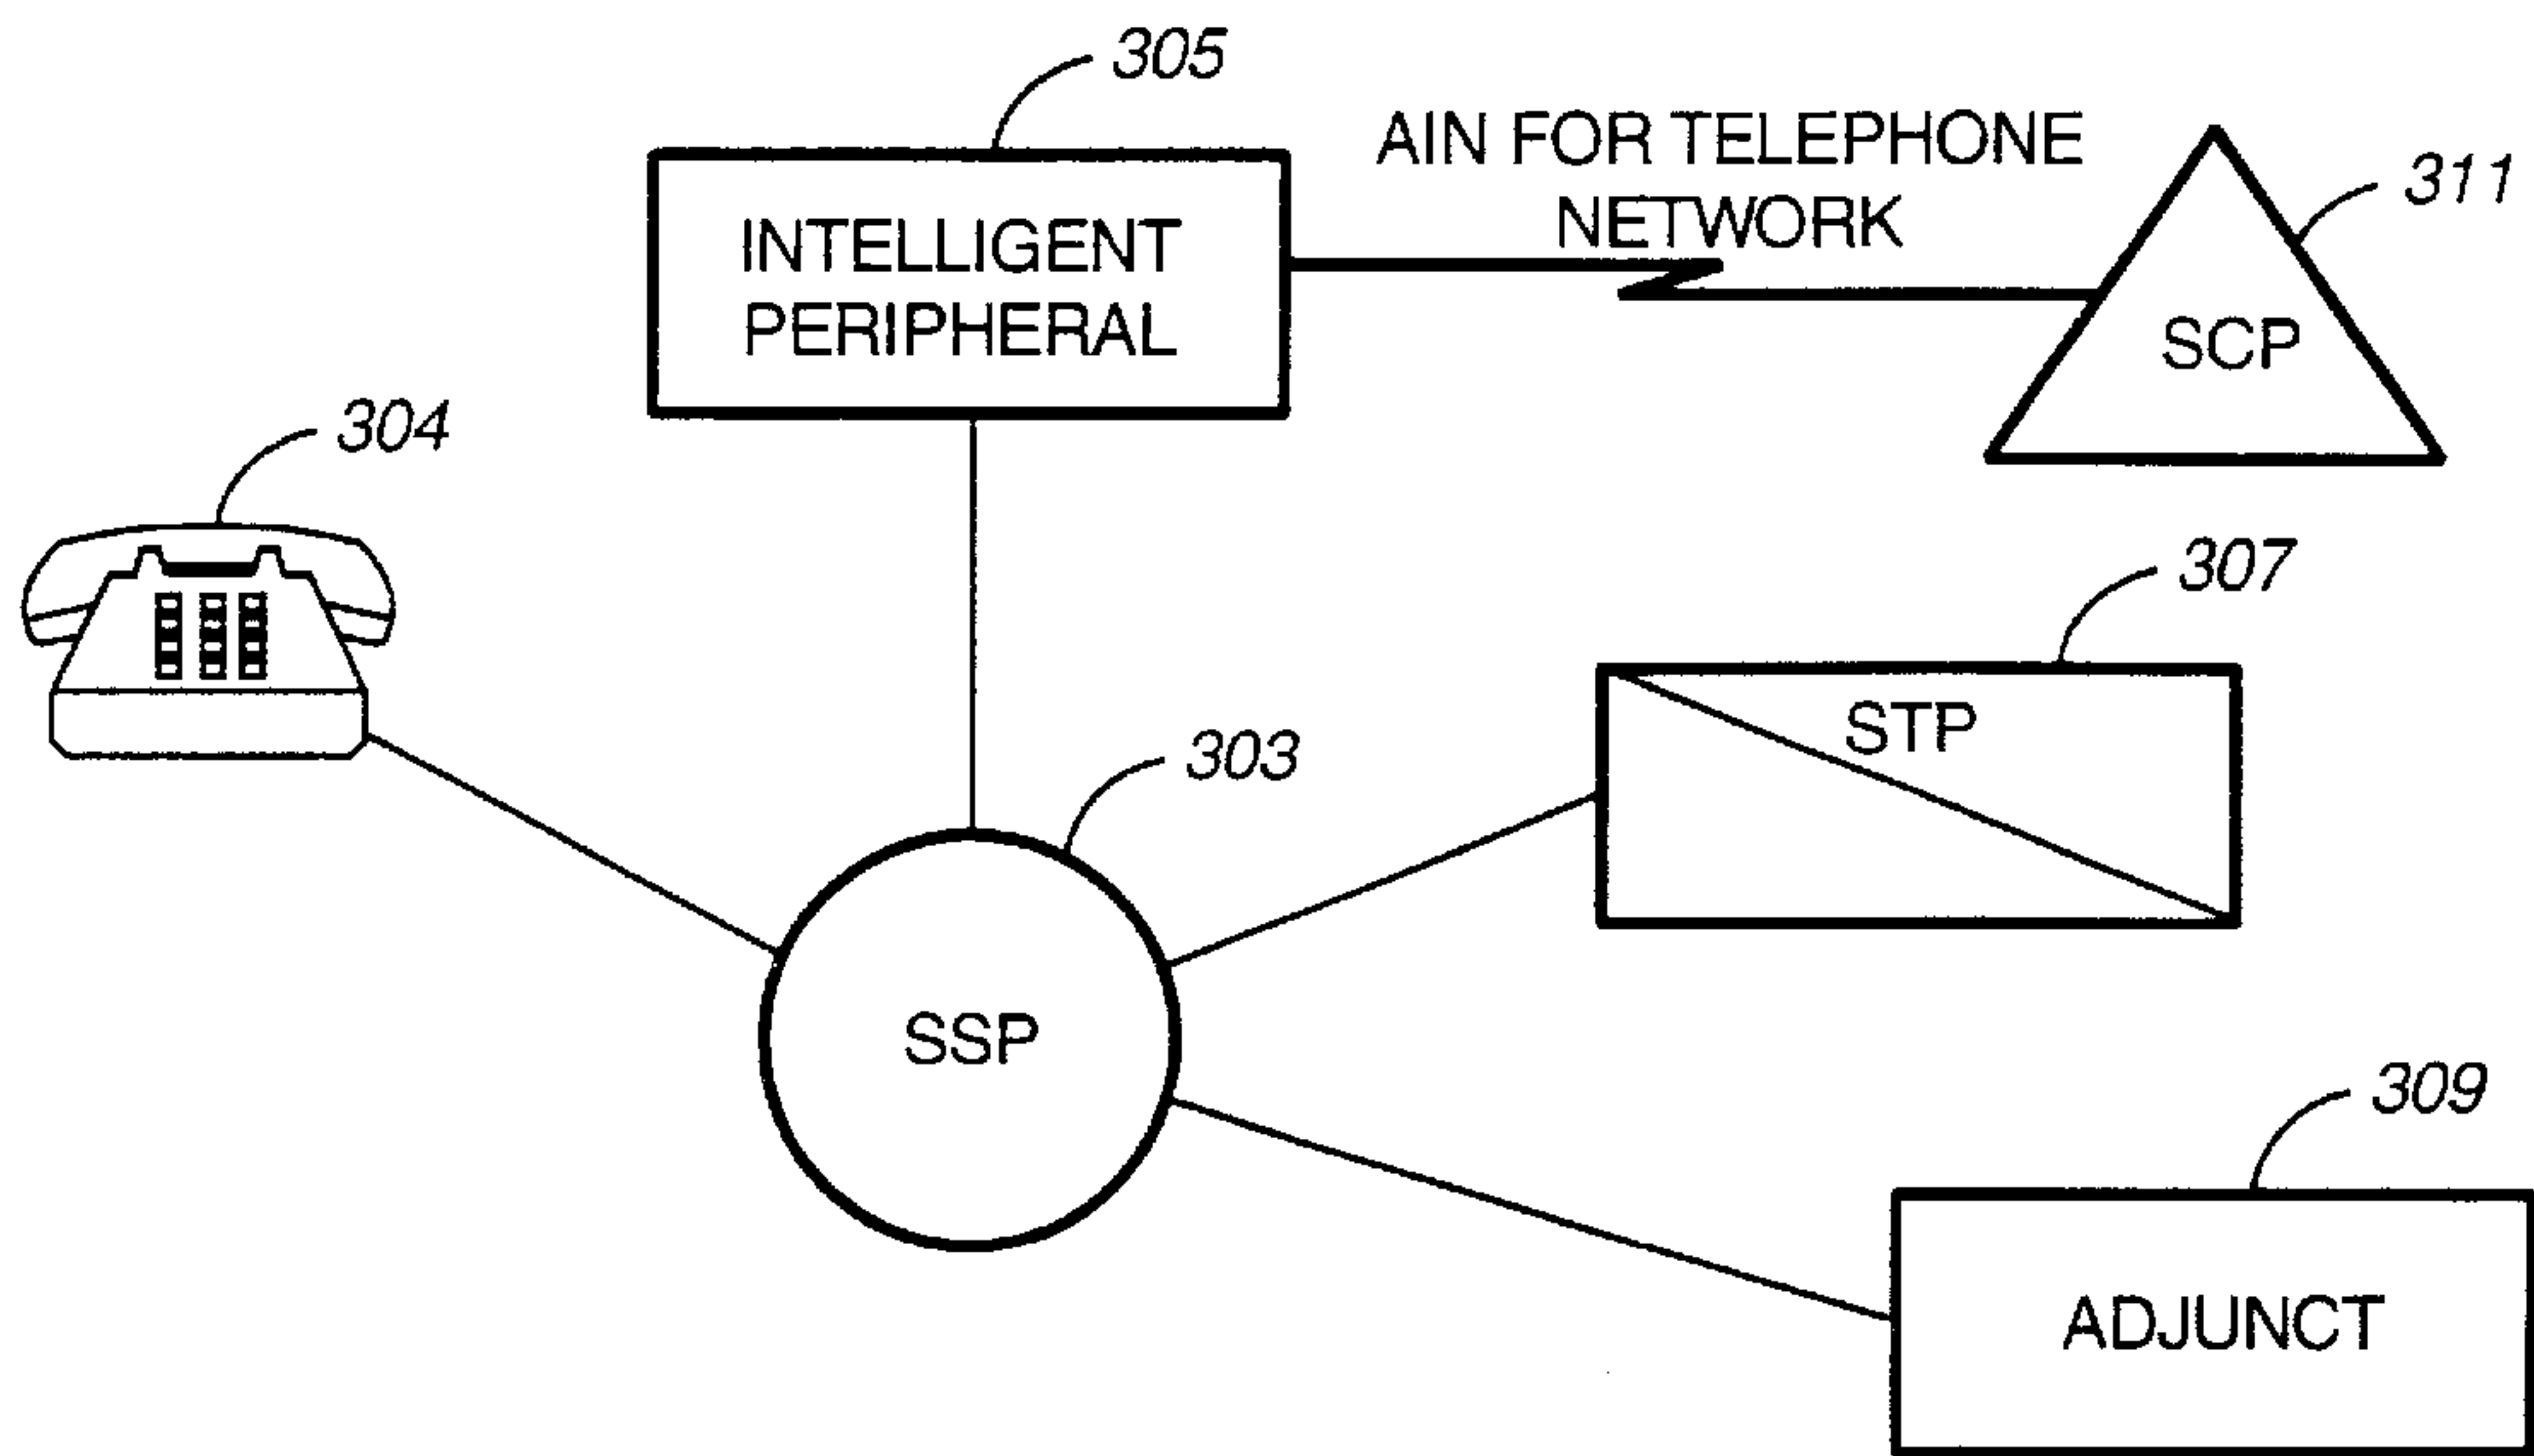 305
AIN FOR TELEPHONE
NETWORK
311
INTELLIGENT
PERIPHERAL
SCP
304
307
STP
303
SSP
309
ADJUNCT